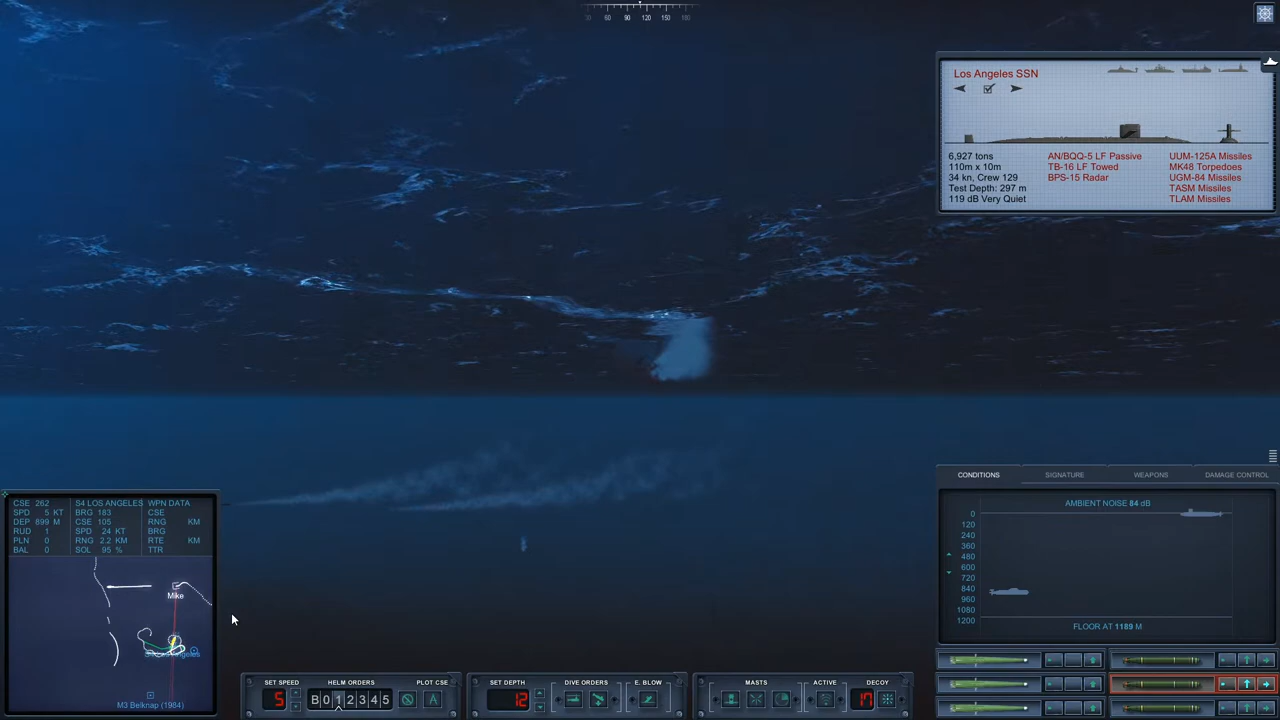 30 60 90 120 150 180
Los Angeles SSN
6,927 tons
110m x 10m
34 kn, Crew 129
Test Depth: 297 m
119 dB Very Quiet
AN/BQQ-5 LF Passive
TB-16 LF Towed
BPS-15 Radar
UUM-125A Missiles
MK48 Torpedoes
UGM-84 Missiles
TASM Missiles
TLAM Missiles
CONDITIONS SIGNATURE WEAPONS DAMAGE CONTROL
AMBIENT NOISE 84 dB
0
120
240
360
480
600
720
840
960
1080
1200
FLOOR AT 1189 M
CSE 262 S4 LOS ANGELES WPN DATA
SPD 5 KT BRG 183 CSE
DEP 899 M CSE 105 RNG KM
RUD 1 SPD 24 KT BRG
PLN 0 RNG 2.2 KM RTE KM
BAL 0 SOL 95 % TTR
Mike
M3 Belknap (1984)
SET SPEED HELM ORDERS PLOT CSE
5 B 0 1 2 3 4 5 A
SET DEPTH DIVE ORDERS E. BLOW
12
MASTS ACTIVE DECOY
17